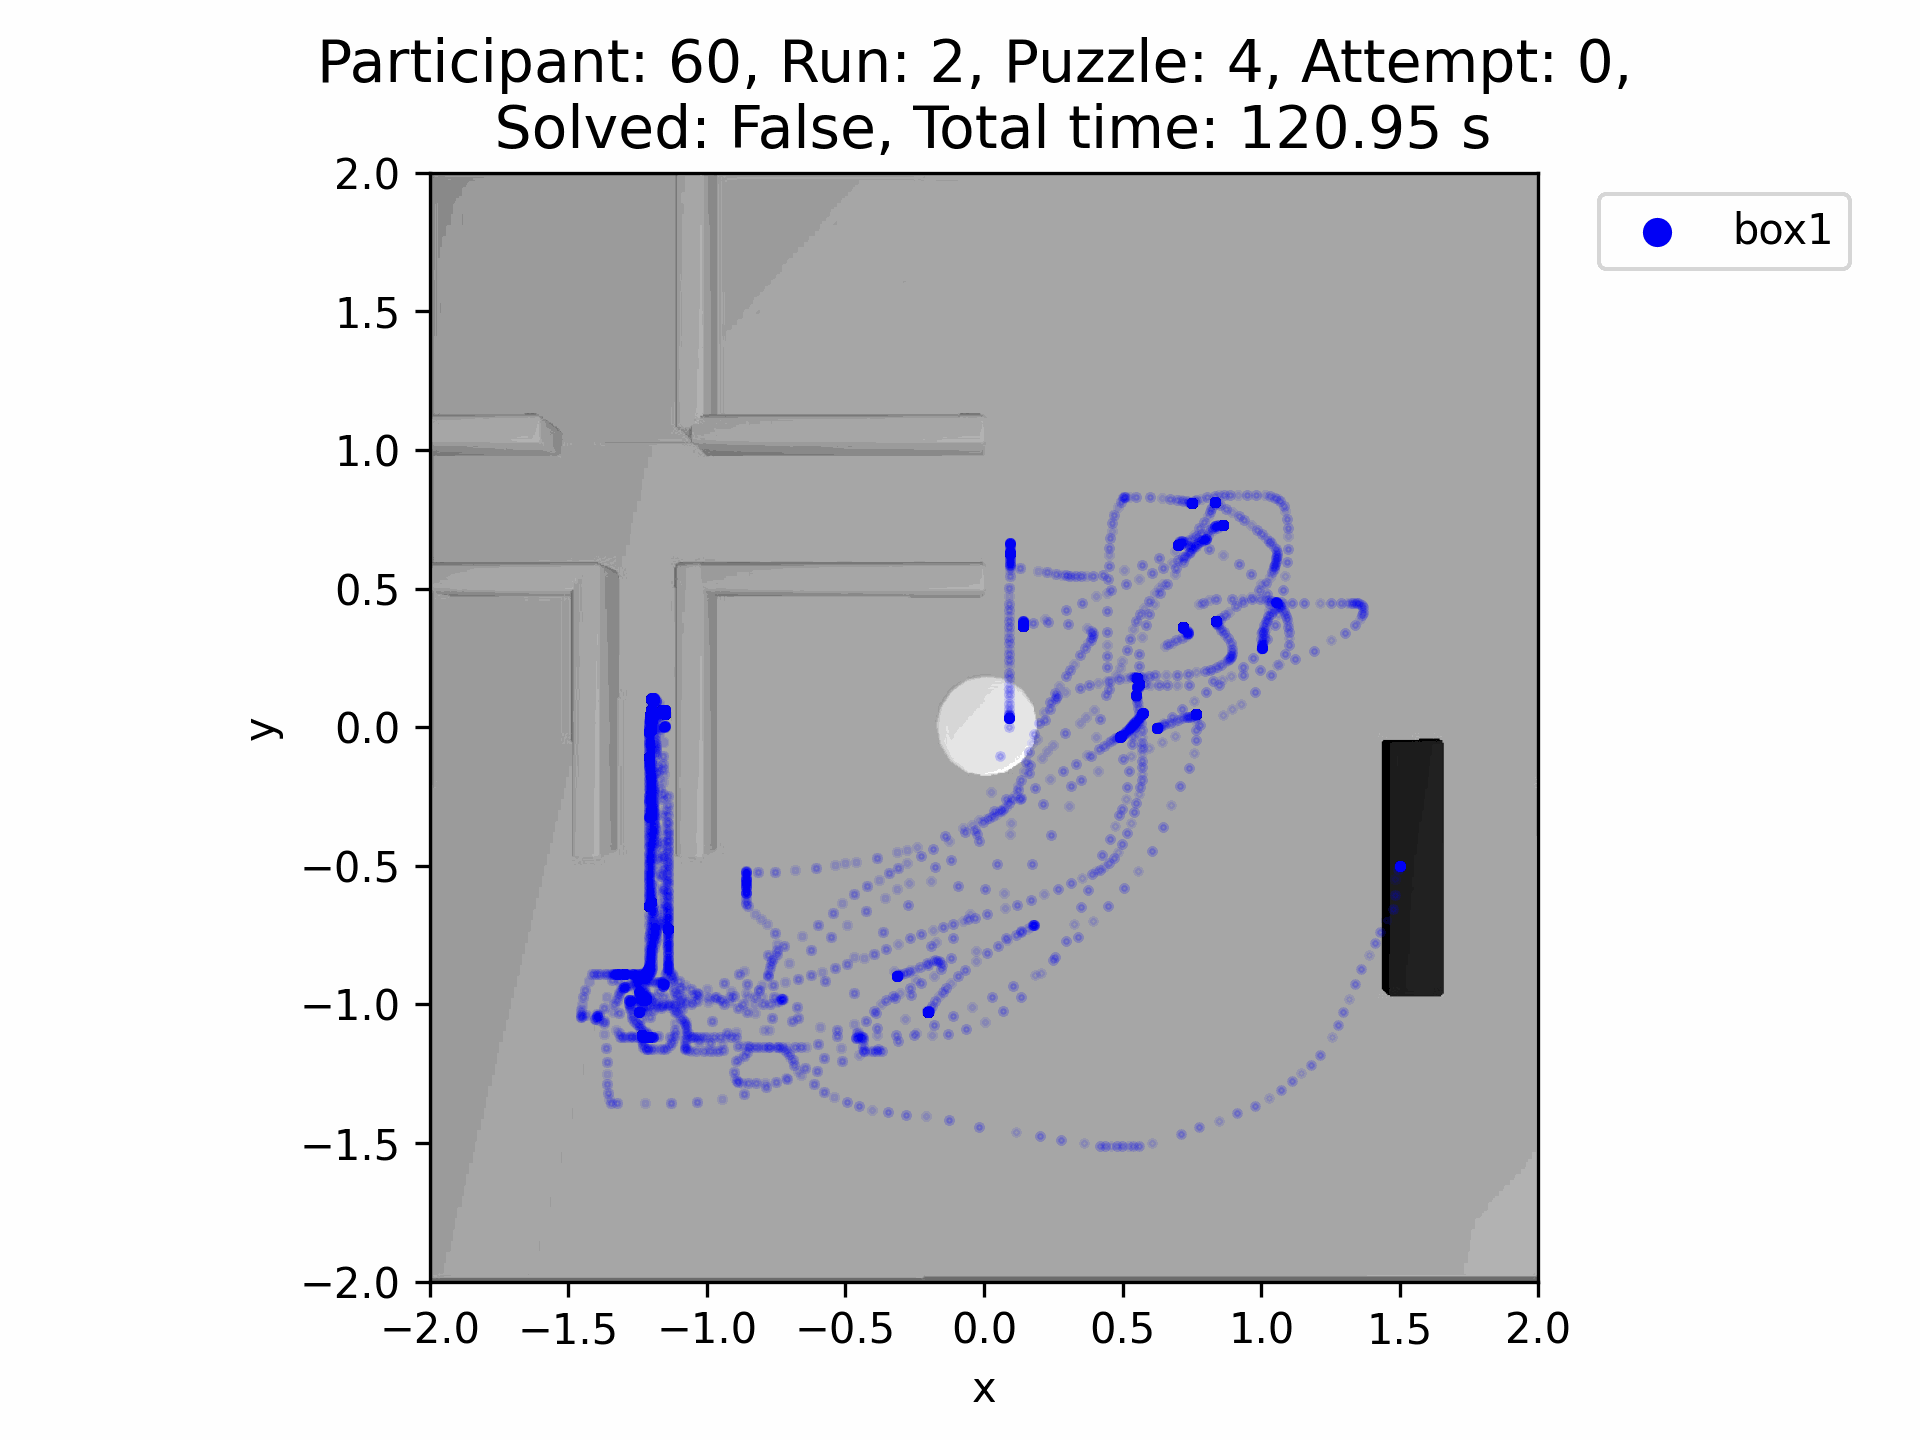 Participant: 60, Run: 2, Puzzle: 4, Attempt: 0,
Solved: False, Total time: 120.95 s
box1
2.0
1.5
1.0
0.5
0.0
−0.5
−1.0
−1.5
−2.0
y
−2.0 −1.5 −1.0 −0.5 0.0 0.5 1.0 1.5 2.0
x